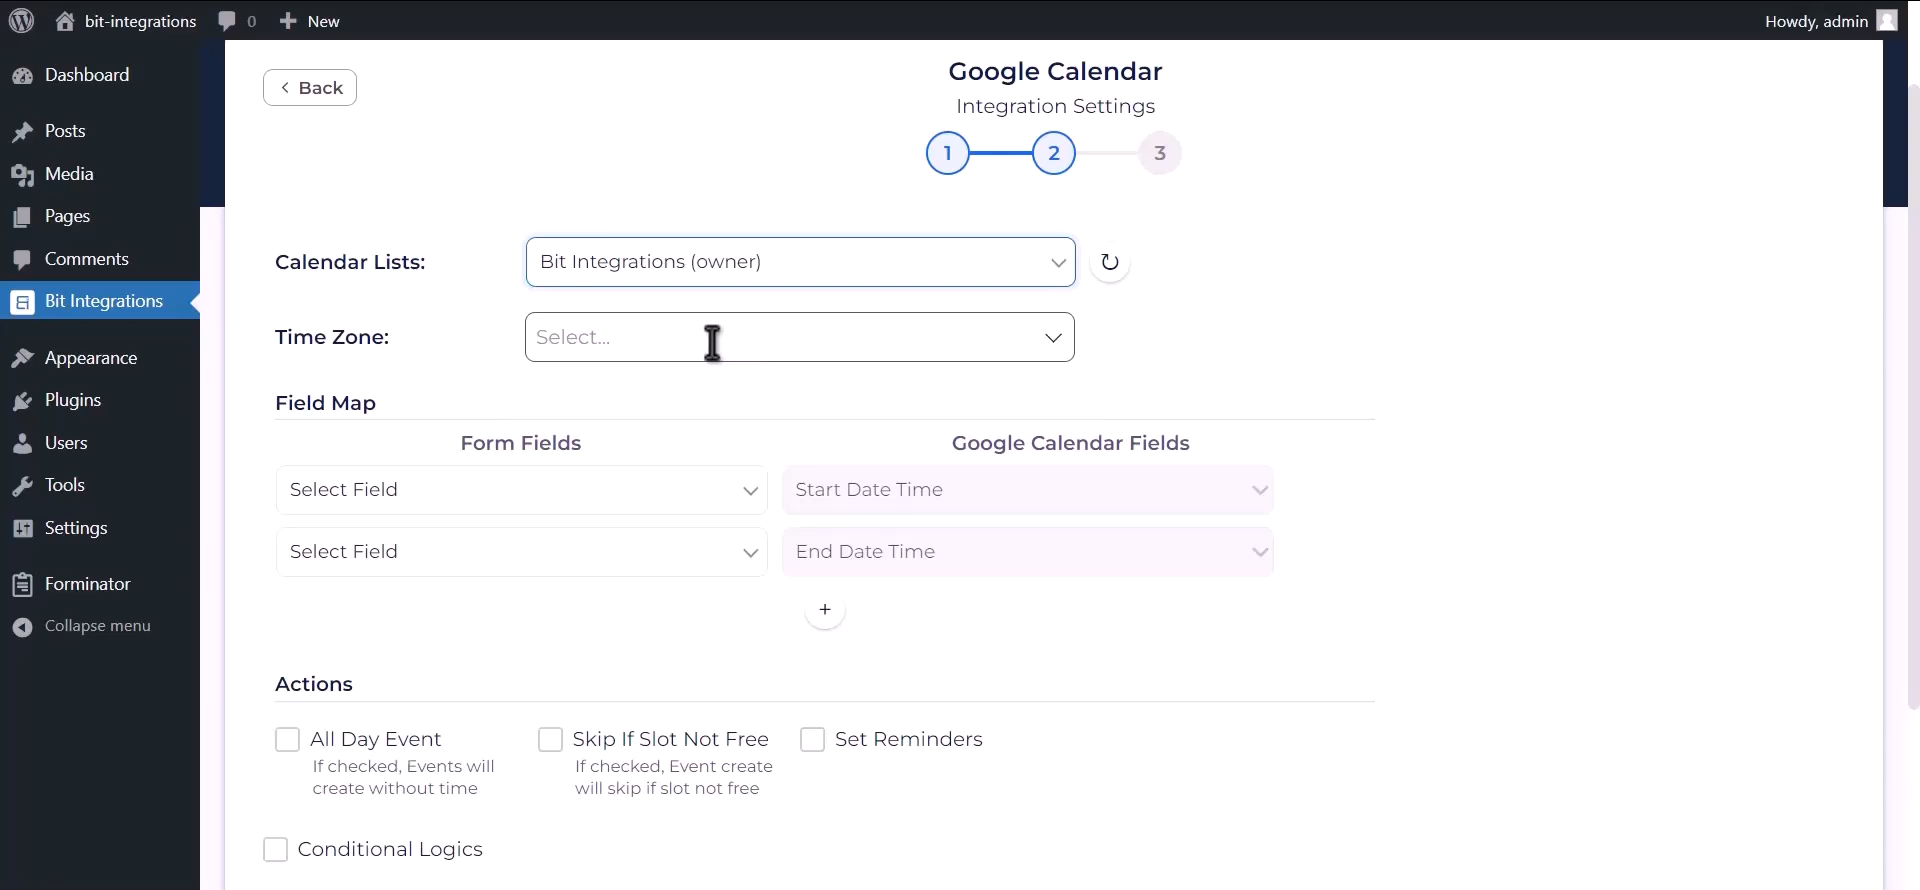 bit-integrations 0 New Howdy, admin
Dashboard
Posts
Media
Pages
Comments
Bit Integrations
Appearance
Plugins
Users
Tools
Settings
Forminator
Collapse menu
Back
Google Calendar
Integration Settings
1 2 3
Calendar Lists: Bit Integrations (owner)
Time Zone: Select...
Field Map
Form Fields Google Calendar Fields
Select Field Start Date Time
Select Field End Date Time
+
Actions
All Day Event
If checked, Events will
create without time
Skip If Slot Not Free
If checked, Event create
will skip if slot not free
Set Reminders
Conditional Logics